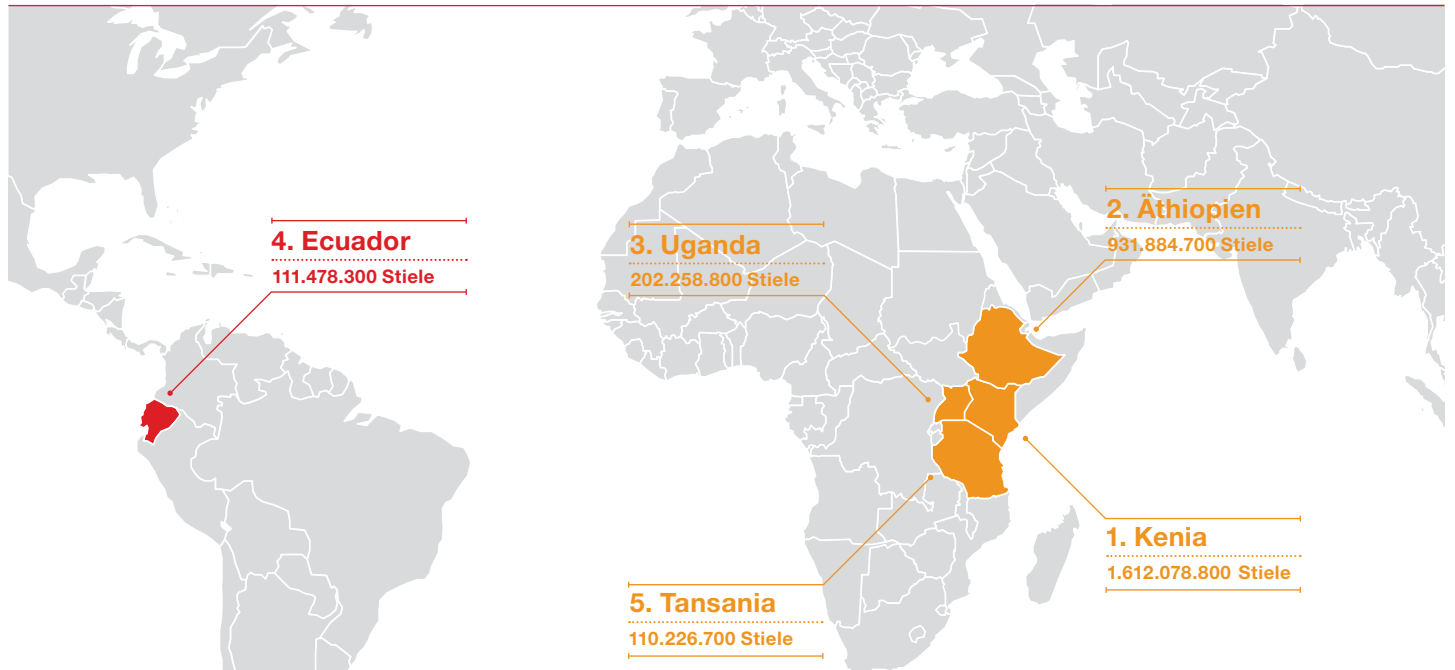 4. Ecuador
111.478.300 Stiele
3. Uganda
202.258.800 Stiele
2. Äthiopien
931.884.700 Stiele
1. Kenia
1.612.078.800 Stiele
5. Tansania
110.226.700 Stiele